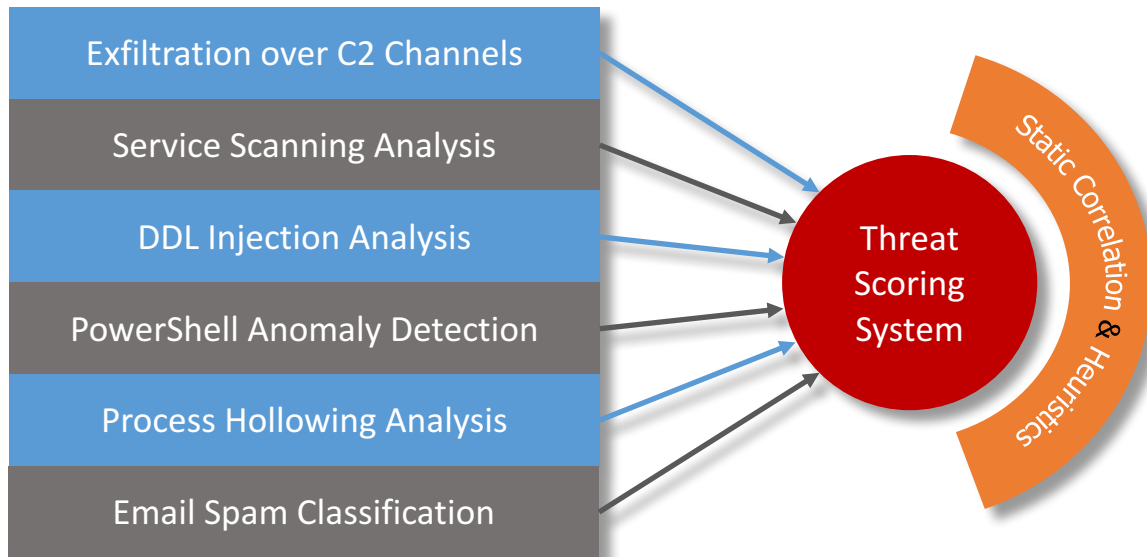 Exfiltration over C2 Channels
Service Scanning Analysis
DDL Injection Analysis
PowerShell Anomaly Detection
Process Hollowing Analysis
Email Spam Classification
Threat
Scoring
System
Static Correlation & Heuristics